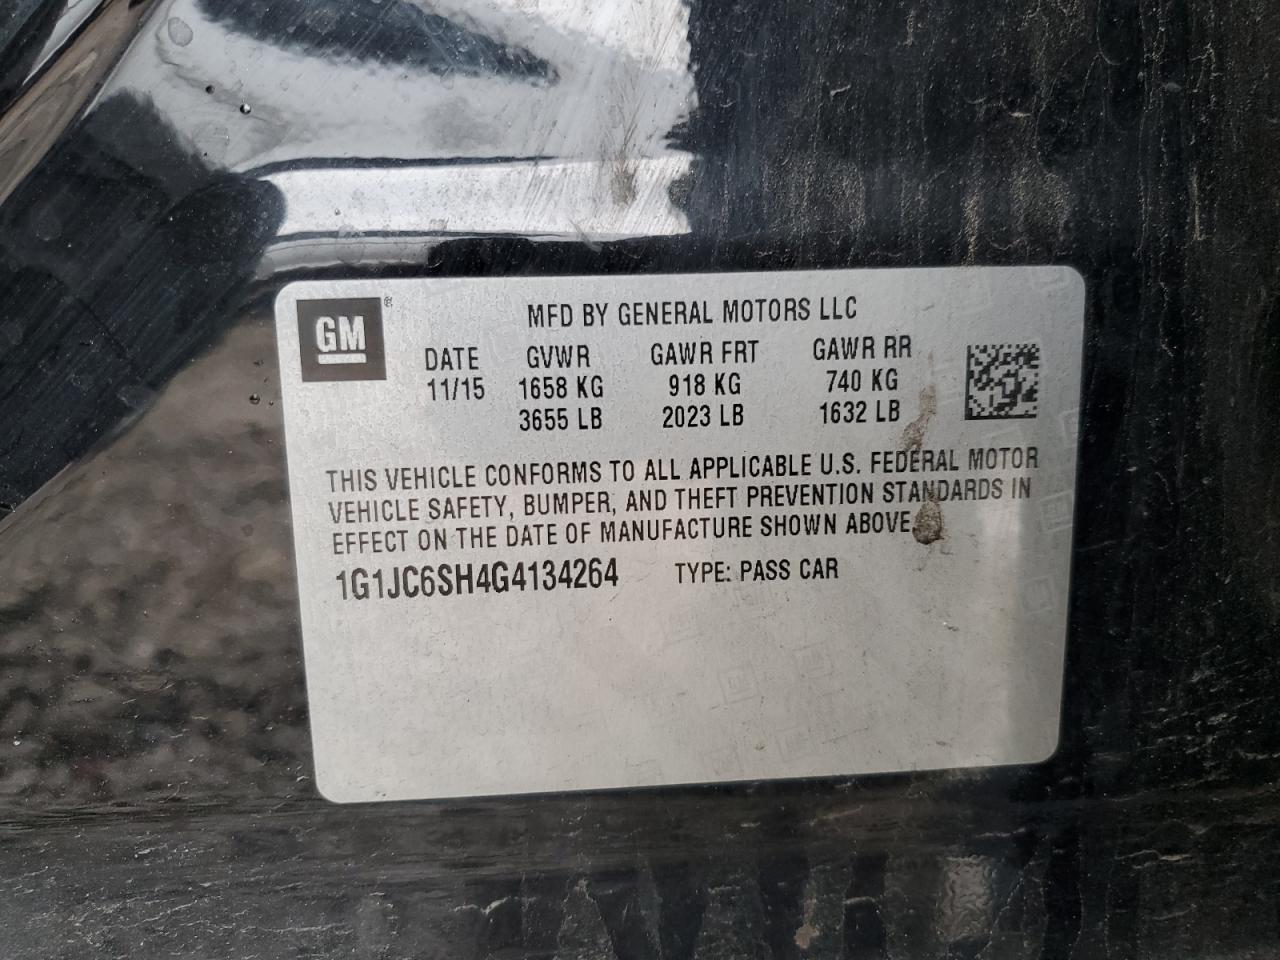 GM ®
MFD BY GENERAL MOTORS LLC
DATE GVWR GAWR FRT GAWR RR
11/15 1658 KG 918 KG 740 KG
3655 LB 2023 LB 1632 LB
THIS VEHICLE CONFORMS TO ALL APPLICABLE U.S. FEDERAL MOTOR
VEHICLE SAFETY, BUMPER, AND THEFT PREVENTION STANDARDS IN
EFFECT ON THE DATE OF MANUFACTURE SHOWN ABOVE.
1G1JC6SH4G4134264 TYPE: PASS CAR